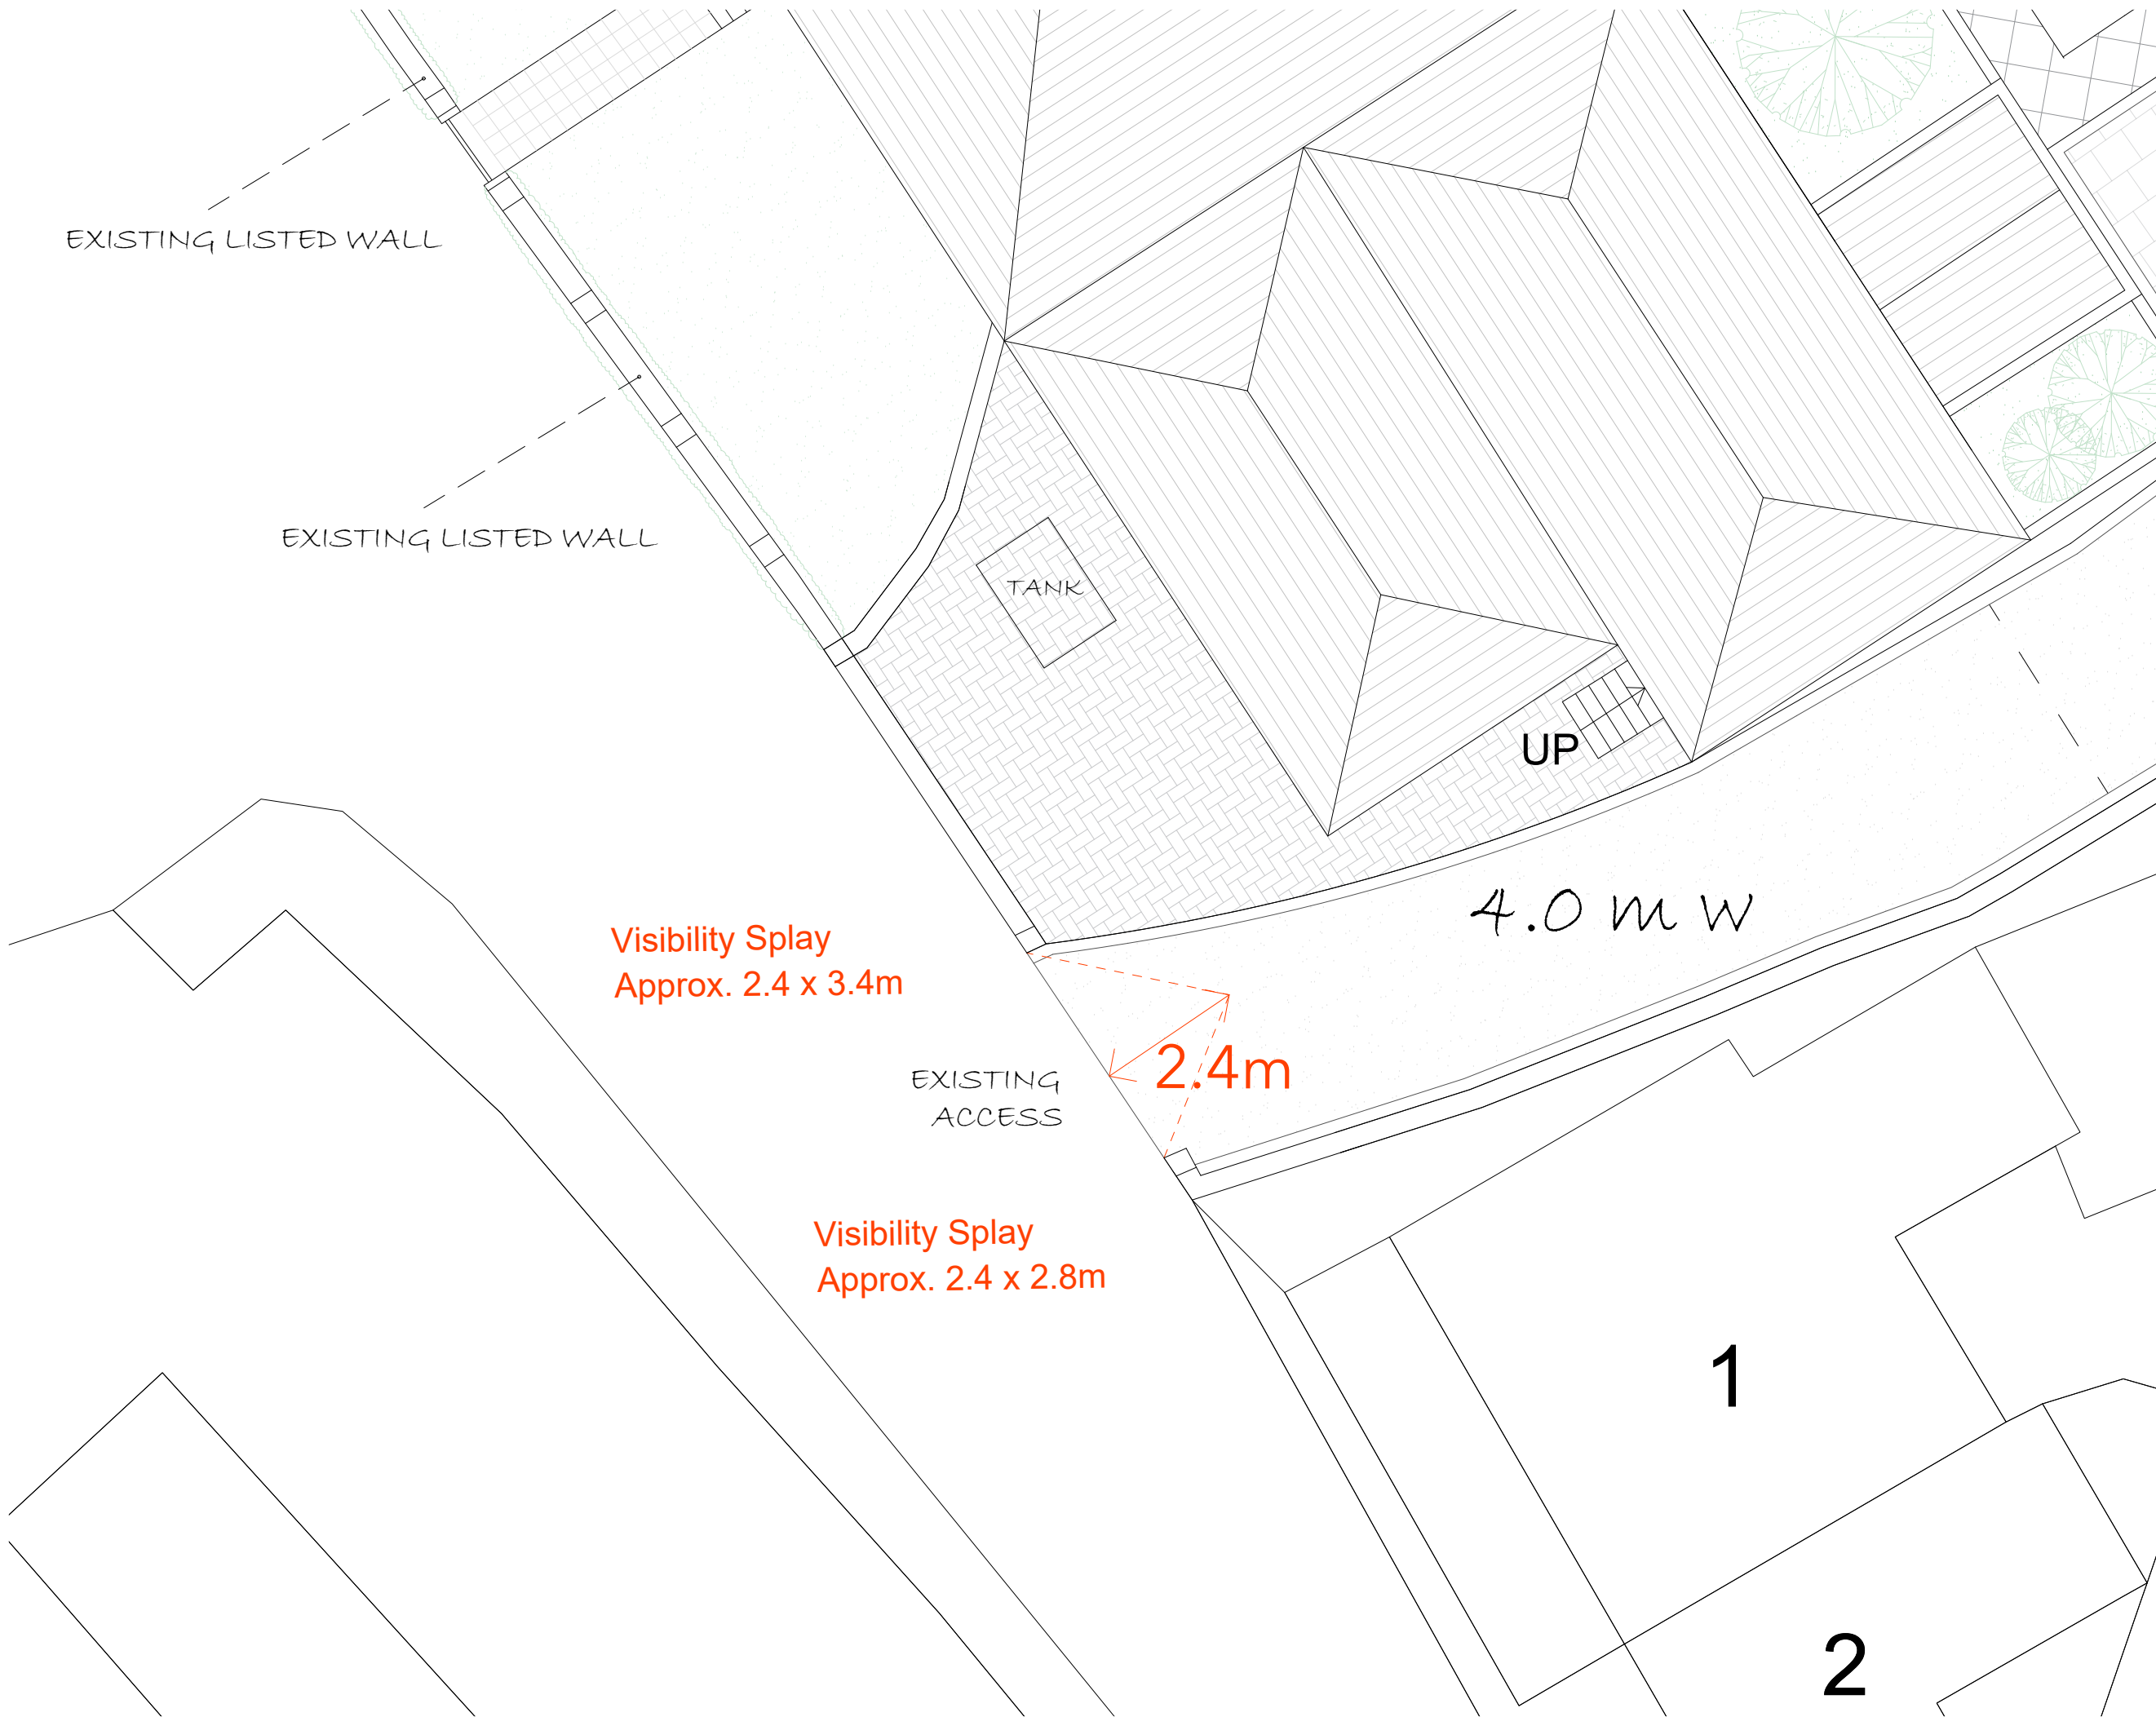 EXISTING LISTED WALL
EXISTING LISTED WALL
TANK
UP
4.0 m W
Visibility Splay
Approx. 2.4 x 3.4m
2.4m
EXISTING
ACCESS
Visibility Splay
Approx. 2.4 x 2.8m
1
2